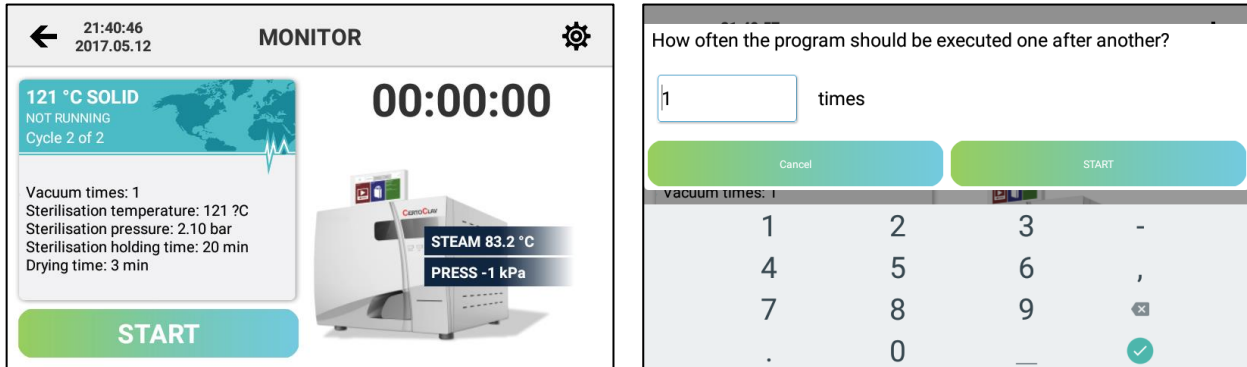 21:40:46
2017.05.12
MONITOR
121 °C SOLID
NOT RUNNING
Cycle 2 of 2
00:00:00
Vacuum times: 1
Sterilisation temperature: 121 ?C
Sterilisation pressure: 2.10 bar
Sterilisation holding time: 20 min
Drying time: 3 min
CERTOCLAV
STEAM 83.2 °C
PRESS -1 kPa
START
How often the program should be executed one after another?
1
times
Cancel
START
Vacuum times: 1
1 2 3 -
4 5 6 ,
7 8 9
. 0 _